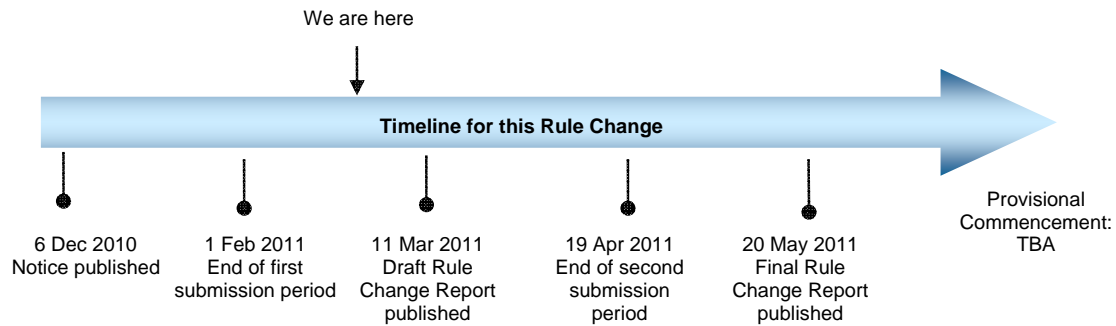 We are here
Timeline for this Rule Change
6 Dec 2010
Notice published
1 Feb 2011
End of first
submission period
11 Mar 2011
Draft Rule
Change Report
published
19 Apr 2011
End of second
submission
period
20 May 2011
Final Rule
Change Report
published
Provisional
Commencement:
TBA